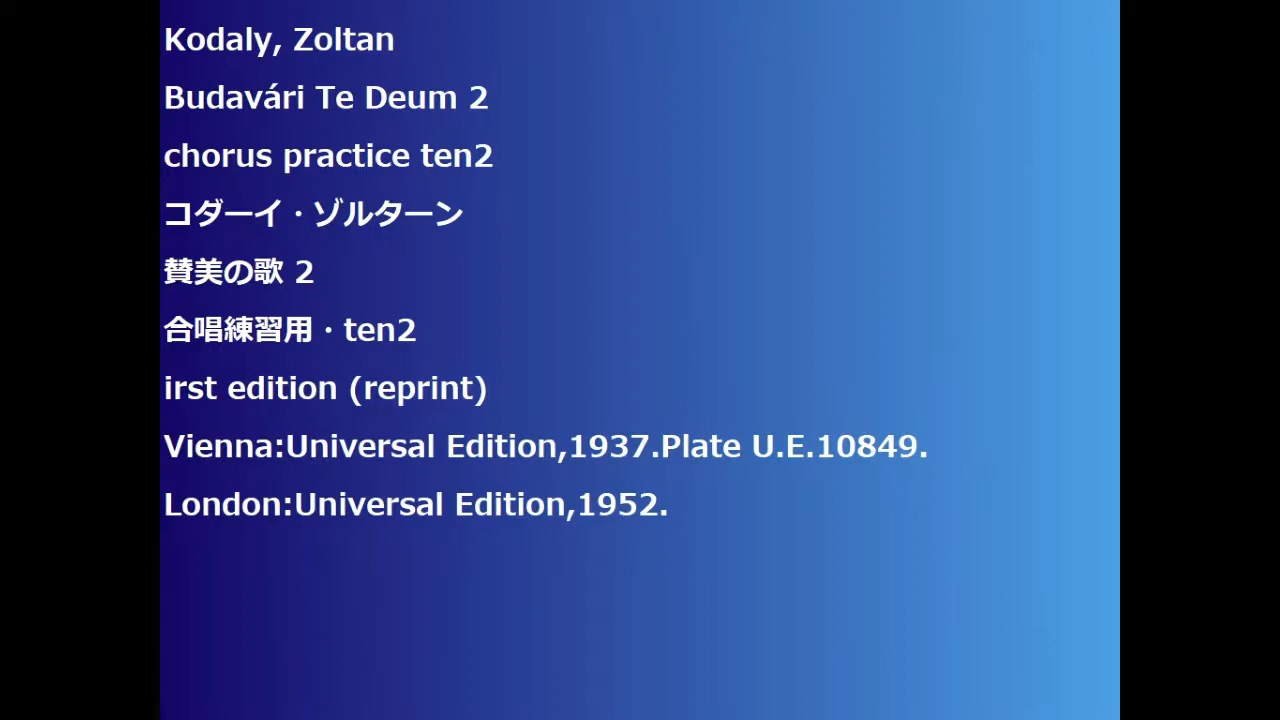 Kodaly, Zoltan
Budavári Te Deum 2
chorus practice ten2
コダーイ・ゾルターン
賛美の歌 2
合唱練習用・ten2
irst edition (reprint)
Vienna:Universal Edition,1937.Plate U.E.10849.
London:Universal Edition,1952.